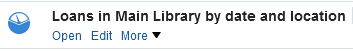 Loans in Main Library by date and location
Open Edit More